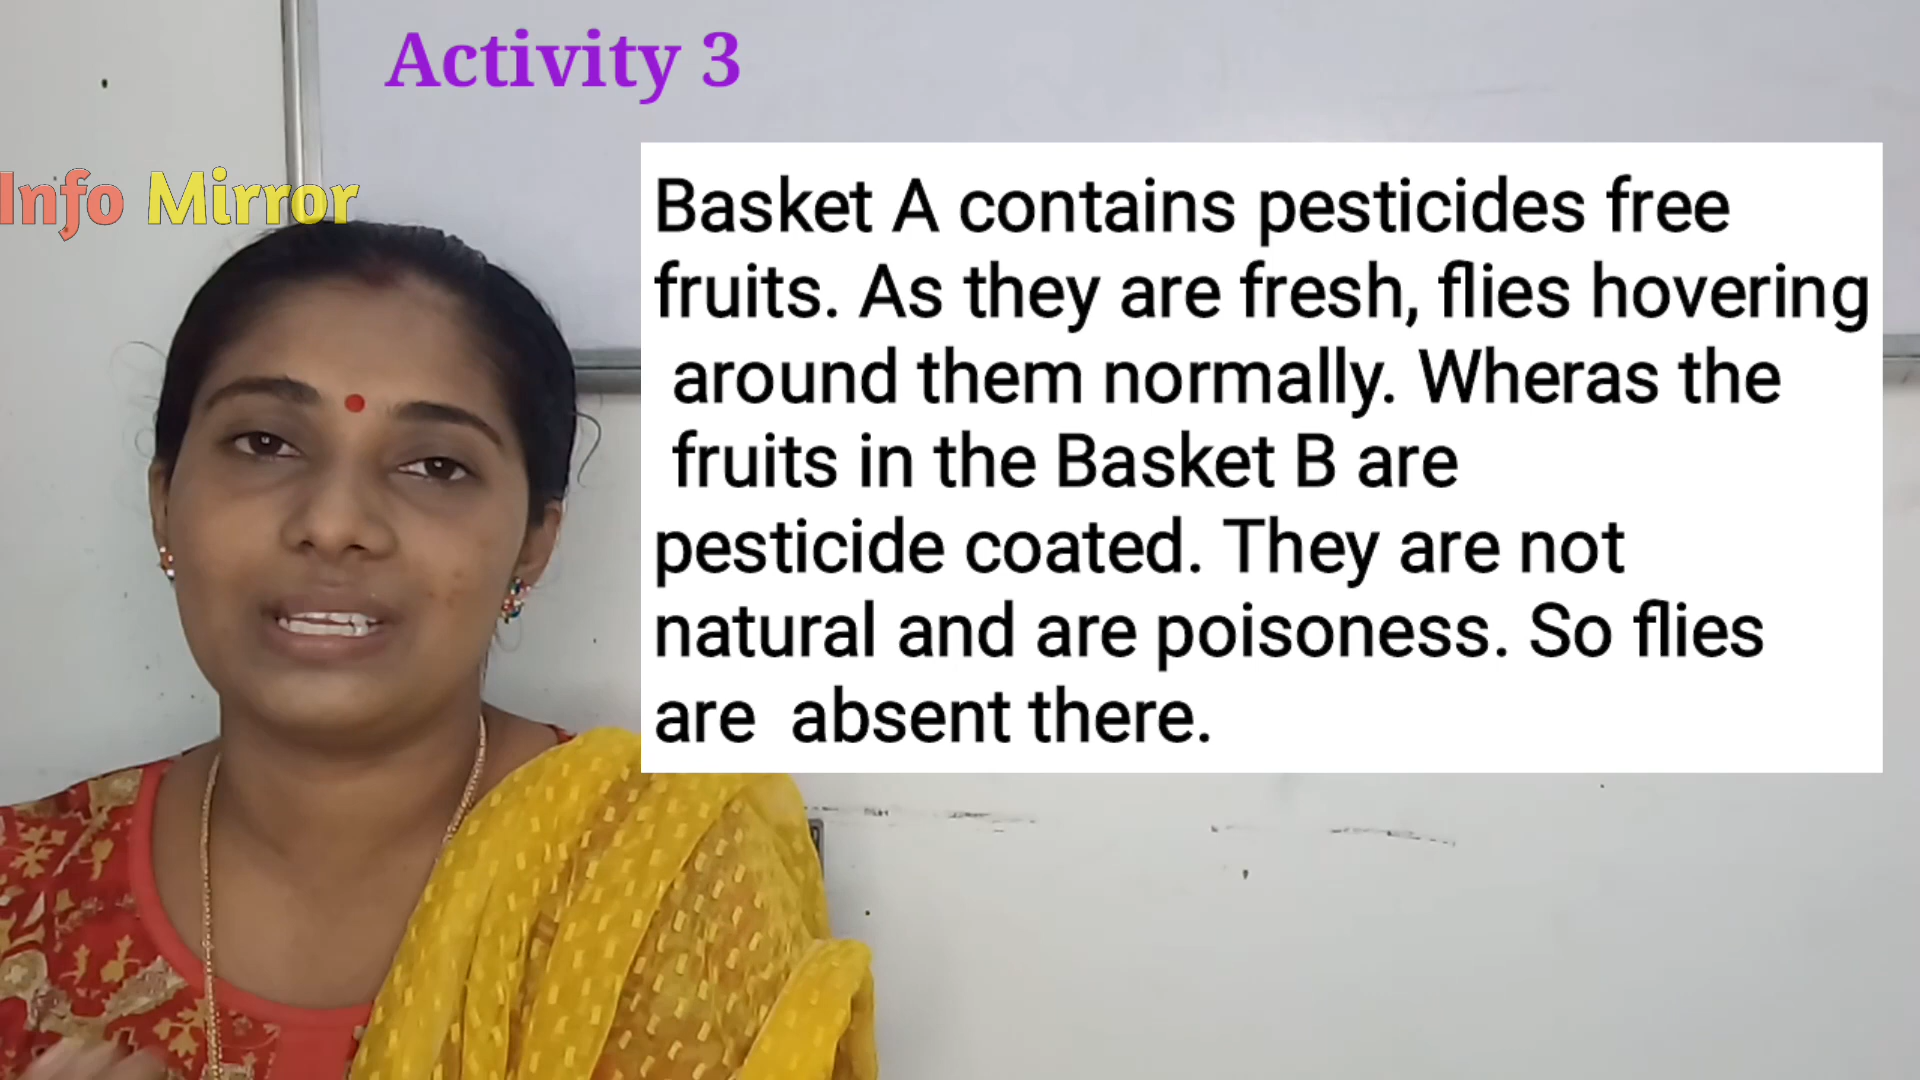 Activity 3
Info Mirror
Basket A contains pesticides free
fruits. As they are fresh, flies hovering
around them normally. Wheras the
fruits in the Basket B are
pesticide coated. They are not
natural and are poisoness. So flies
are absent there.